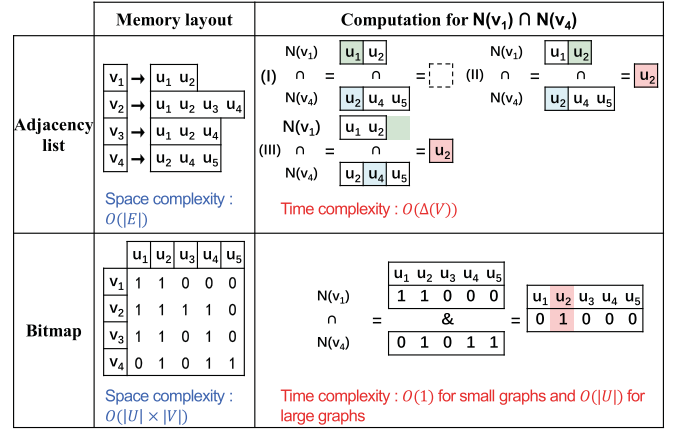 Memory layout
Computation for N(v₁) ∩ N(v₄)
Adjacency list
v₁ → u₁ u₂
v₂ → u₁ u₂ u₃ u₄
v₃ → u₁ u₂ u₄
v₄ → u₂ u₄ u₅
Space complexity :
O(|E|)
(I) N(v₁) ∩ N(v₄) = u₁ u₂ ∩ u₂ u₄ u₅ =
(II) N(v₁) ∩ N(v₄) = u₁ u₂ ∩ u₂ u₄ u₅ = u₂
(III) N(v₁) ∩ N(v₄) = u₁ u₂ ∩ u₂ u₄ u₅ = u₂
Time complexity : O(Δ(V))
Bitmap
u₁ u₂ u₃ u₄ u₅
v₁ 1 1 0 0 0
v₂ 1 1 1 1 0
v₃ 1 1 0 1 0
v₄ 0 1 0 1 1
Space complexity :
O(|U| × |V|)
N(v₁)
∩
N(v₄)
=
u₁ u₂ u₃ u₄ u₅
1 1 0 0 0
&
0 1 0 1 1
=
u₁ u₂ u₃ u₄ u₅
0 1 0 0 0
Time complexity : O(1) for small graphs and O(|U|) for
large graphs